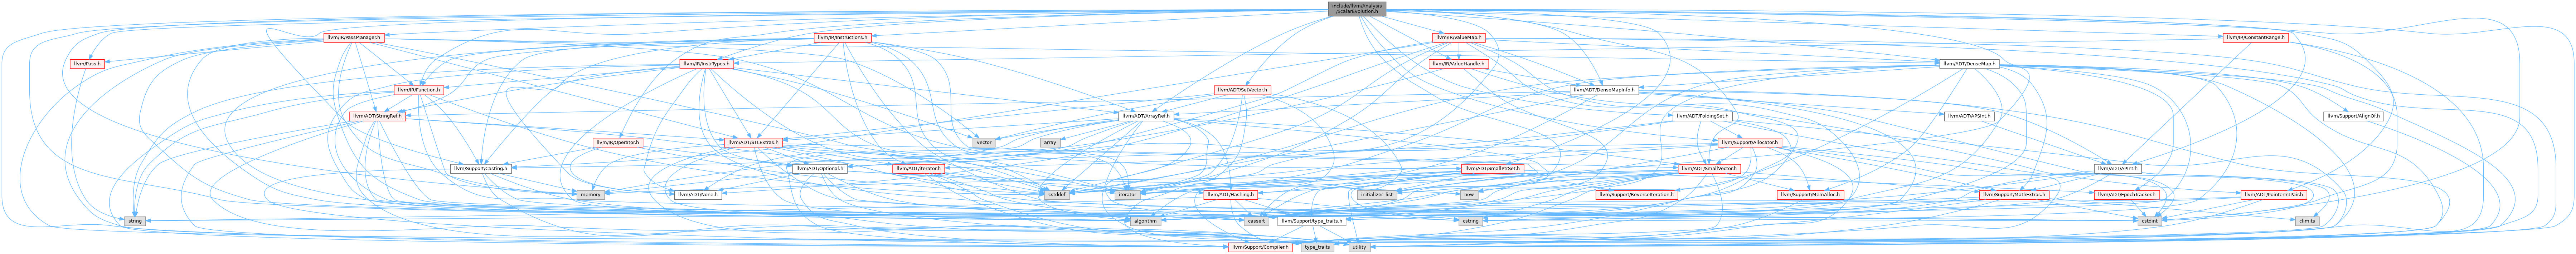 include/llvm/Analysis
/ScalarEvolution.h
llvm/IR/PassManager.h
llvm/IR/Instructions.h
llvm/IR/ValueMap.h
llvm/IR/ConstantRange.h
llvm/Pass.h
llvm/IR/InstrTypes.h
llvm/IR/ValueHandle.h
llvm/ADT/DenseMap.h
llvm/IR/Function.h
llvm/ADT/SetVector.h
llvm/ADT/DenseMapInfo.h
llvm/ADT/StringRef.h
llvm/ADT/ArrayRef.h
llvm/ADT/FoldingSet.h
llvm/ADT/APSInt.h
llvm/Support/AlignOf.h
llvm/IR/Operator.h
llvm/ADT/STLExtras.h
vector
array
llvm/Support/Allocator.h
llvm/Support/Casting.h
llvm/ADT/Optional.h
llvm/ADT/iterator.h
llvm/ADT/SmallPtrSet.h
llvm/ADT/SmallVector.h
llvm/ADT/APInt.h
memory
llvm/ADT/None.h
cstddef
iterator
llvm/ADT/Hashing.h
initializer_list
new
llvm/Support/ReverseIteration.h
llvm/Support/MemAlloc.h
llvm/Support/MathExtras.h
llvm/ADT/EpochTracker.h
llvm/ADT/PointerIntPair.h
string
algorithm
cassert
llvm/Support/type_traits.h
cstring
cstdint
climits
llvm/Support/Compiler.h
type_traits
utility